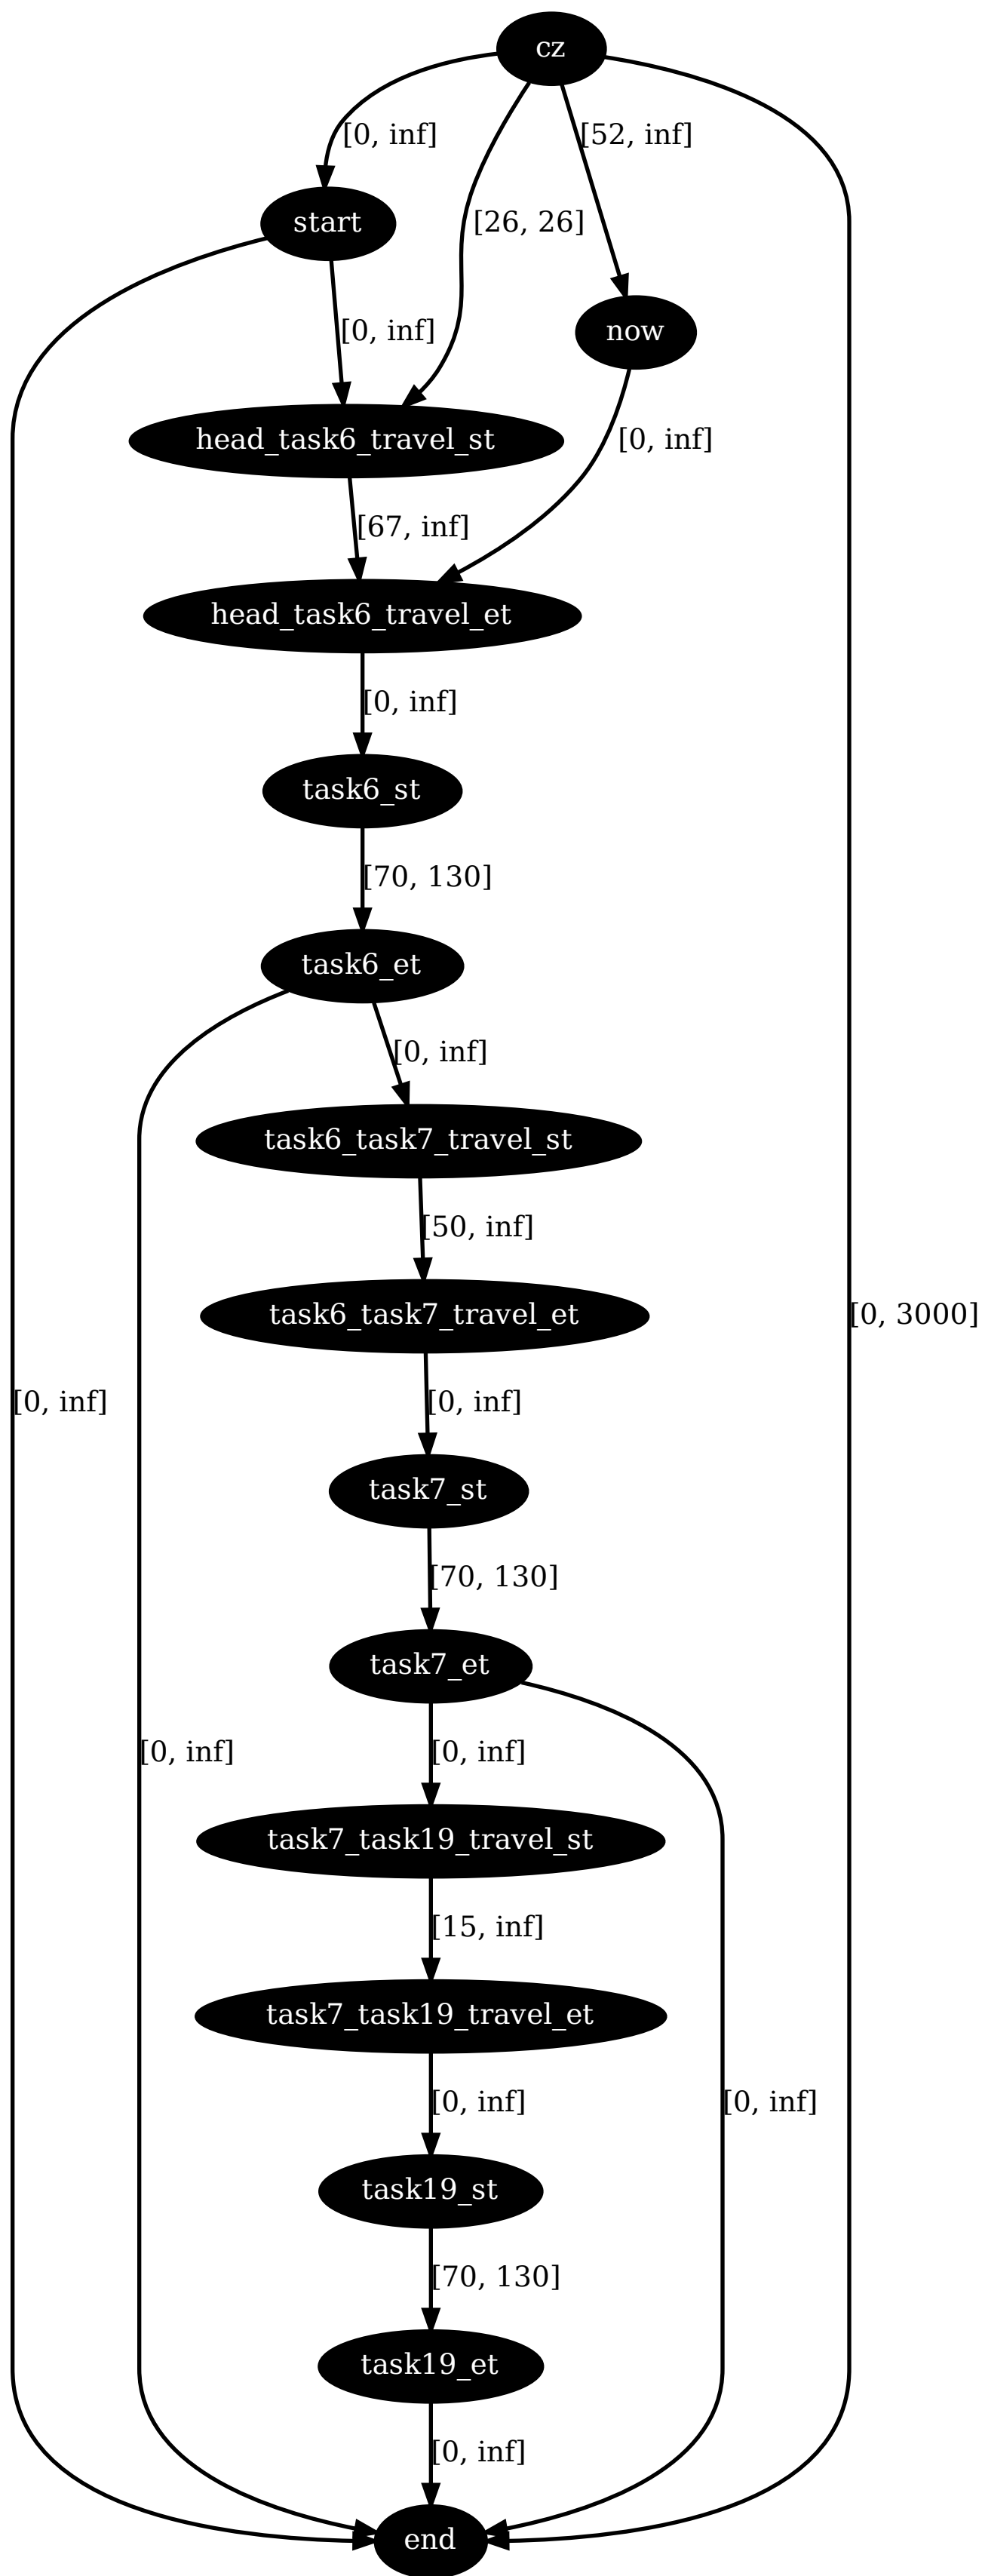 cz
[0, inf]
[52, inf]
start
[26, 26]
now
[0, inf]
head_task6_travel_st
[0, inf]
[67, inf]
head_task6_travel_et
[0, inf]
task6_st
[70, 130]
task6_et
[0, inf]
task6_task7_travel_st
[50, inf]
task6_task7_travel_et
[0, 3000]
[0, inf]
[0, inf]
task7_st
[70, 130]
task7_et
[0, inf]
[0, inf]
task7_task19_travel_st
[15, inf]
task7_task19_travel_et
[0, inf]
[0, inf]
task19_st
[70, 130]
task19_et
[0, inf]
end